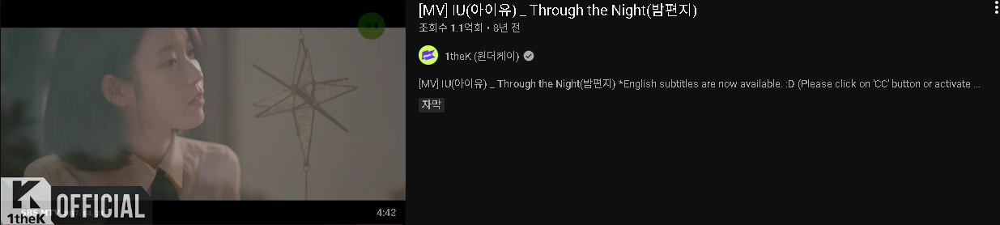 [MV] IU(아이유) _ Through the Night(밤편지)
조회수 1.1억회 • 8년 전
1theK (원더케이)
[MV] IU(아이유) _ Through the Night(밤편지) *English subtitles are now available. :D (Please click on 'CC' button or activate ...
자막
K OFFICIAL
1theK
SBS MTV
4:42